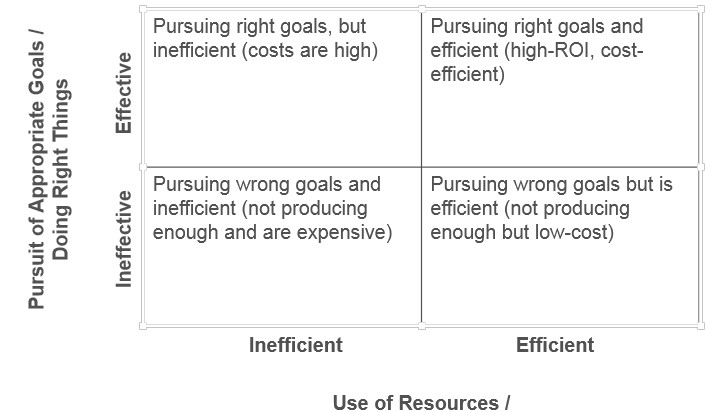 Pursuit of Appropriate Goals /
Doing Right Things
Effective
Pursuing right goals, but
inefficient (costs are high)
Pursuing right goals and
efficient (high-ROI, cost-
efficient)
Ineffective
Pursuing wrong goals and
inefficient (not producing
enough and are expensive)
Pursuing wrong goals but is
efficient (not producing
enough but low-cost)
Inefficient
Efficient
Use of Resources /